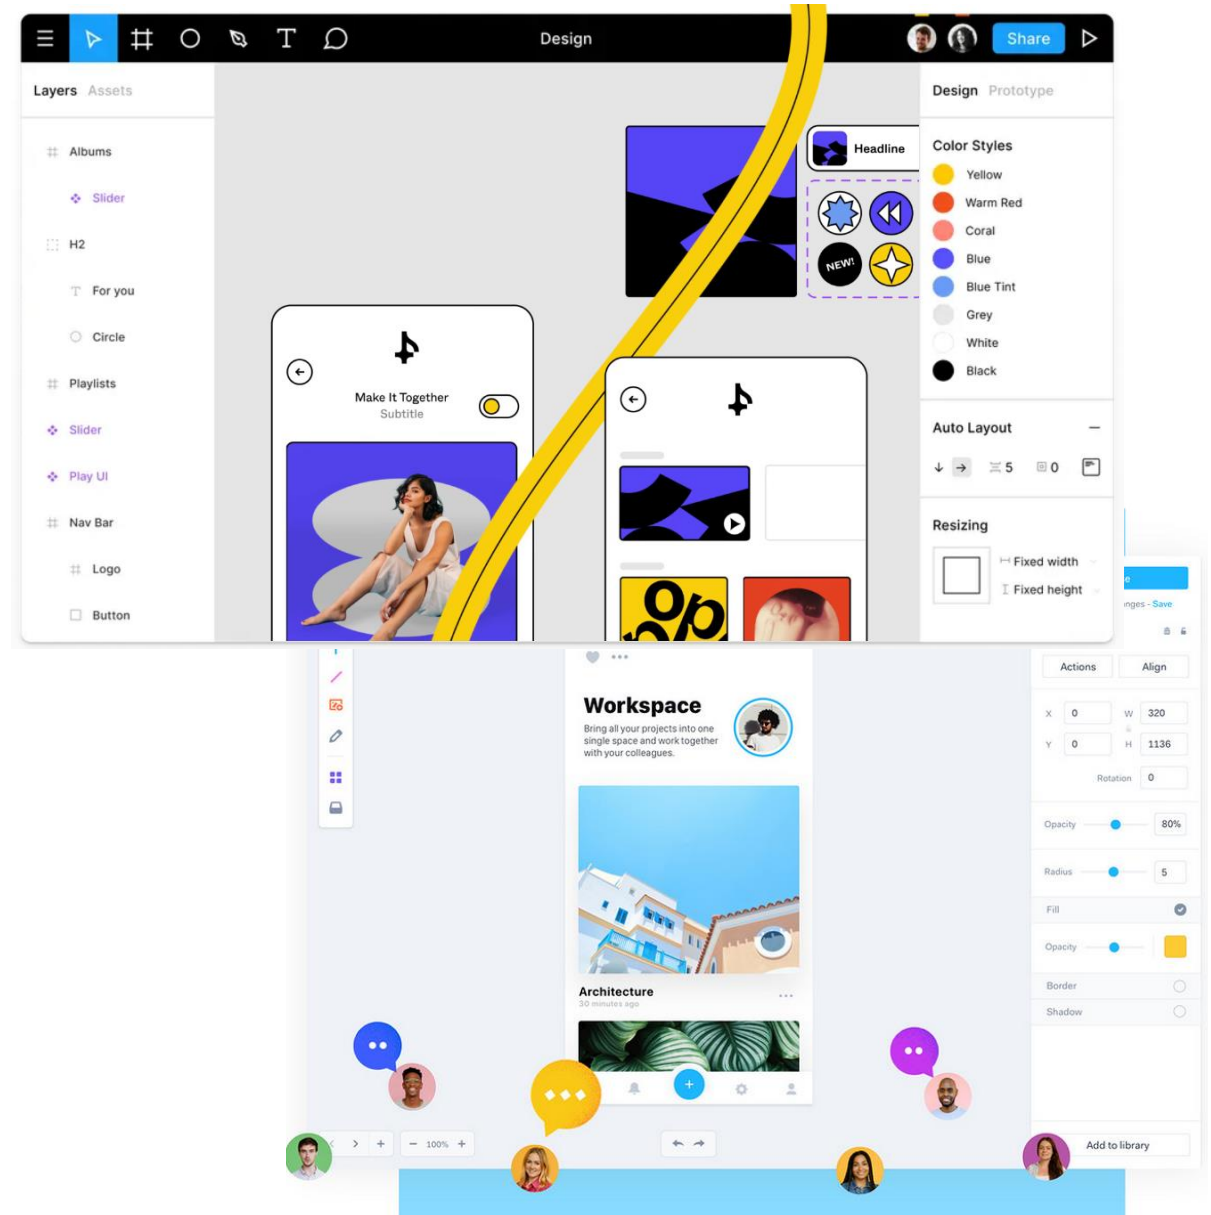 Design
Share
Layers Assets
Albums
Slider
H2
For you
Circle
Playlists
Slider
Play UI
Nav Bar
Logo
Button
Headline
NEW!
Make It Together
Subtitle
Design Prototype
Color Styles
Yellow
Warm Red
Coral
Blue
Blue Tint
Grey
White
Black
Auto Layout
5 0
Resizing
Fixed width
Fixed height
- Save
Actions Align
X 0 W 320
Y 0 H 1136
Rotation 0
Opacity 80%
Radius 5
Fill
Opacity
Border
Shadow
Add to library
Workspace
Bring all your projects into one
single space and work together
with your colleagues.
Architecture
30 minutes ago
− 100% +